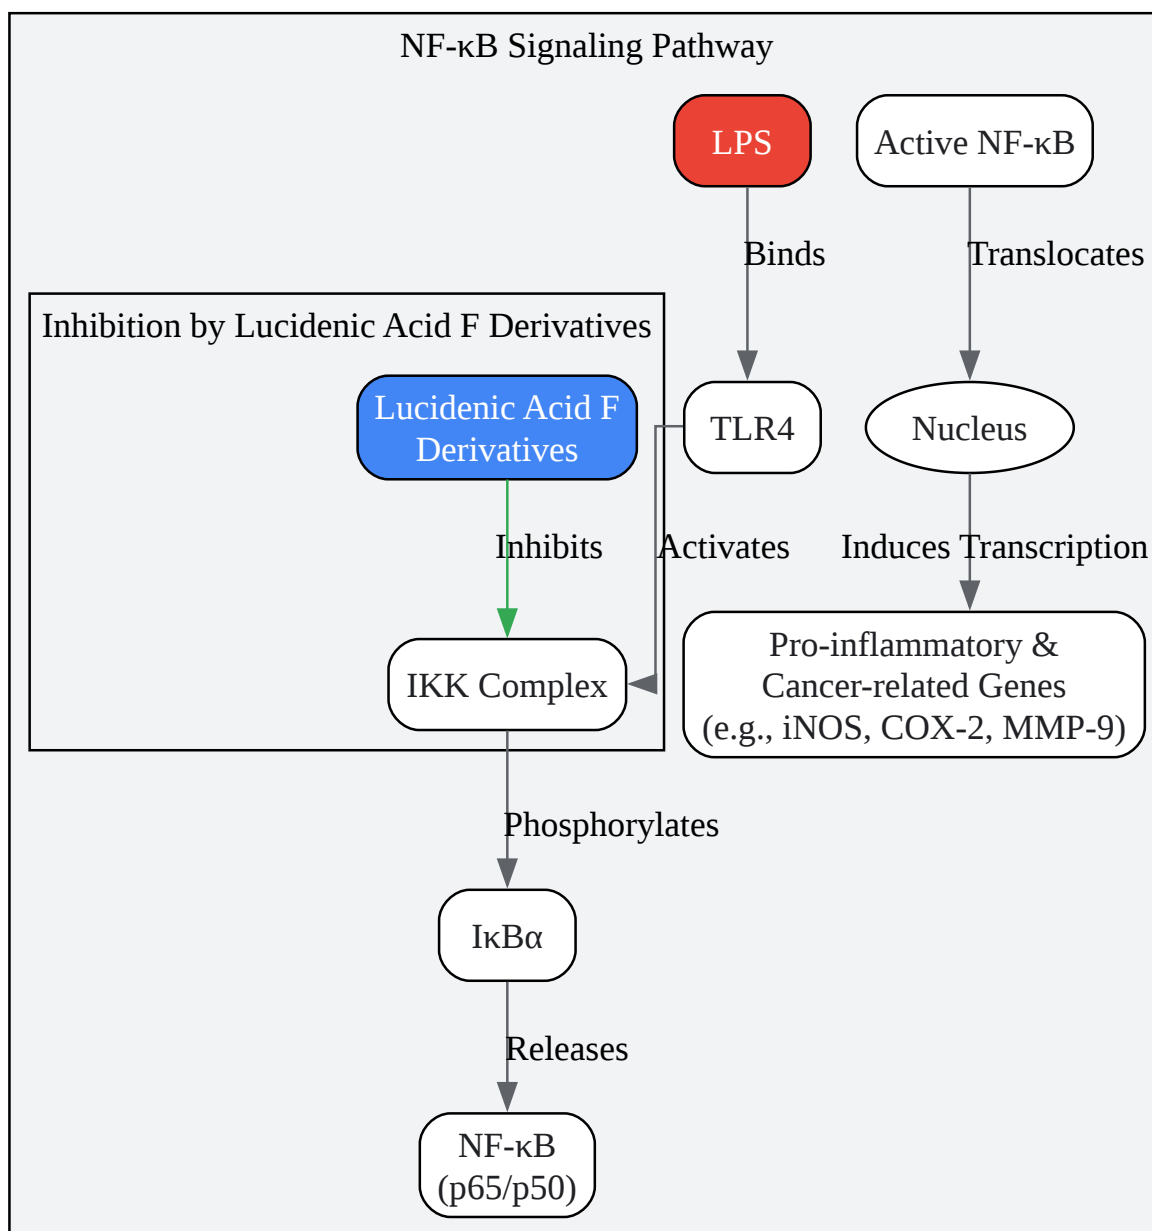 NF-κB Signaling Pathway
LPS
Active NF-κB
Binds
Translocates
Inhibition by Lucidenic Acid F Derivatives
Lucidenic Acid F
Derivatives
TLR4
Nucleus
Inhibits
Activates
Induces Transcription
IKK Complex
Pro-inflammatory &
Cancer-related Genes
(e.g., iNOS, COX-2, MMP-9)
Phosphorylates
IκBα
Releases
NF-κB
(p65/p50)